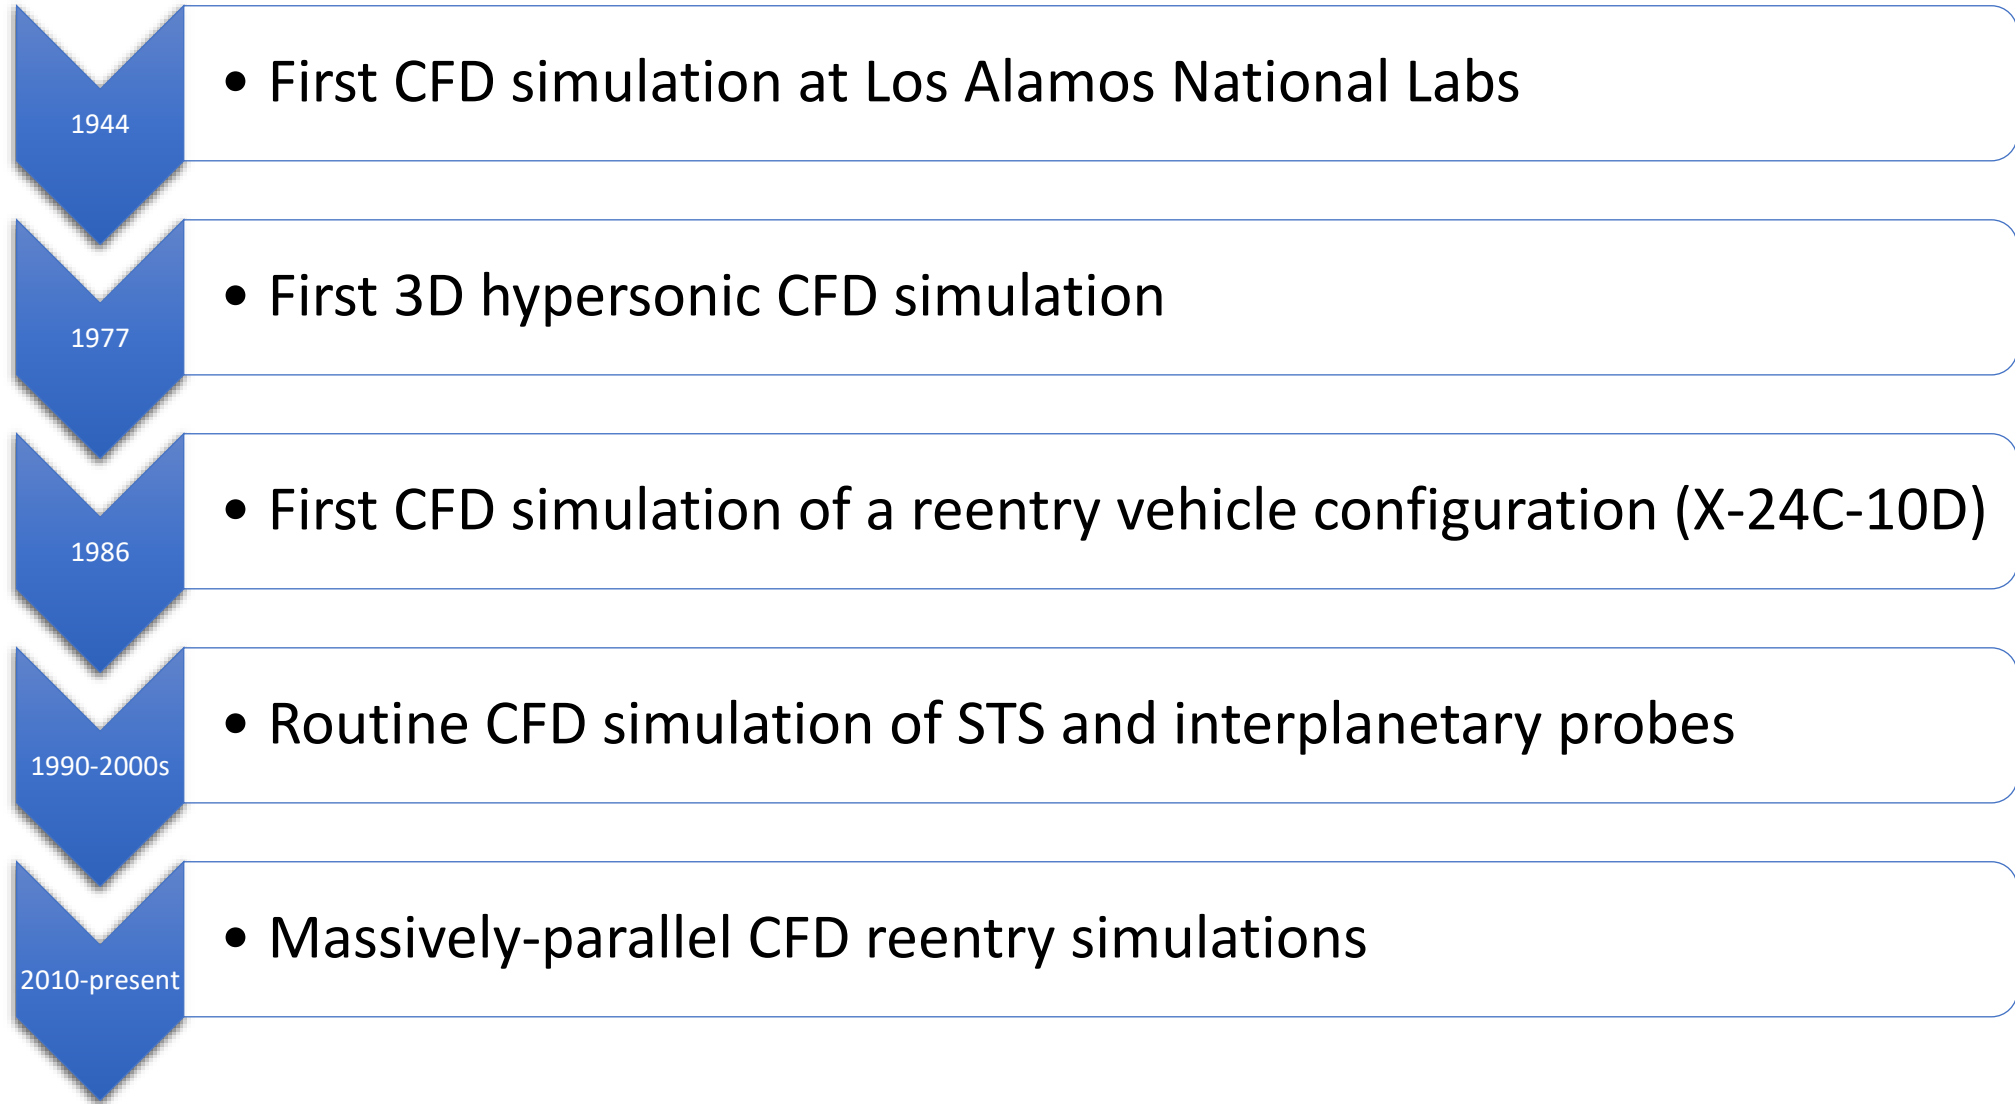 1944
• First CFD simulation at Los Alamos National Labs
1977
• First 3D hypersonic CFD simulation
1986
• First CFD simulation of a reentry vehicle configuration (X-24C-10D)
1990-2000s
• Routine CFD simulation of STS and interplanetary probes
2010-present
• Massively-parallel CFD reentry simulations